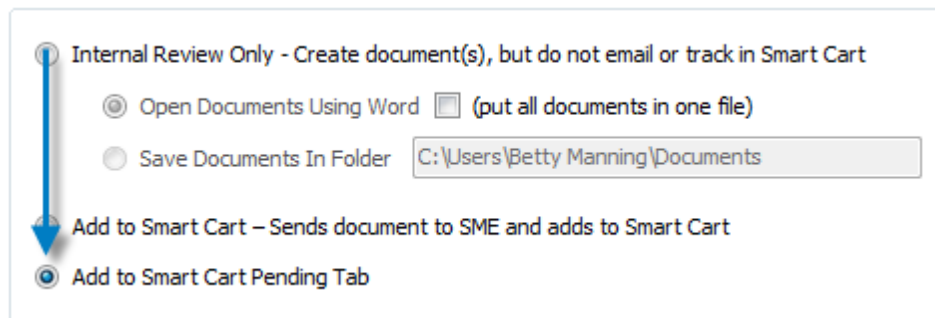 Internal Review Only - Create document(s), but do not email or track in Smart Cart
Open Documents Using Word (put all documents in one file)
Save Documents In Folder C:\Users\Betty Manning\Documents
Add to Smart Cart – Sends document to SME and adds to Smart Cart
Add to Smart Cart Pending Tab